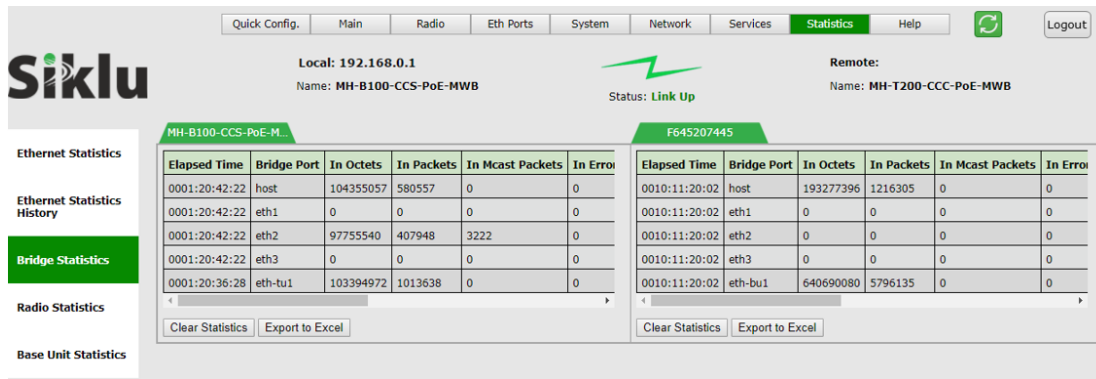 Quick Config. Main Radio Eth Ports System Network Services Statistics Help Logout
Siklu
Local: 192.168.0.1
Name: MH-B100-CCS-PoE-MWB
Status: Link Up
Remote:
Name: MH-T200-CCC-PoE-MWB
Ethernet Statistics
Ethernet Statistics
History
Bridge Statistics
Radio Statistics
Base Unit Statistics
MH-B100-CCS-PoE-M...
Elapsed Time Bridge Port In Octets In Packets In Mcast Packets In Erro
0001:20:42:22 host 104355057 580557 0 0
0001:20:42:22 eth1 0 0 0 0
0001:20:42:22 eth2 97755540 407948 3222 0
0001:20:42:22 eth3 0 0 0 0
0001:20:36:28 eth-tu1 103394972 1013638 0 0
Clear Statistics Export to Excel
F645207445
Elapsed Time Bridge Port In Octets In Packets In Mcast Packets In Erro
0010:11:20:02 host 193277396 1216305 0 0
0010:11:20:02 eth1 0 0 0 0
0010:11:20:02 eth2 0 0 0 0
0010:11:20:02 eth3 0 0 0 0
0010:11:20:02 eth-bu1 640690080 5796135 0 0
Clear Statistics Export to Excel